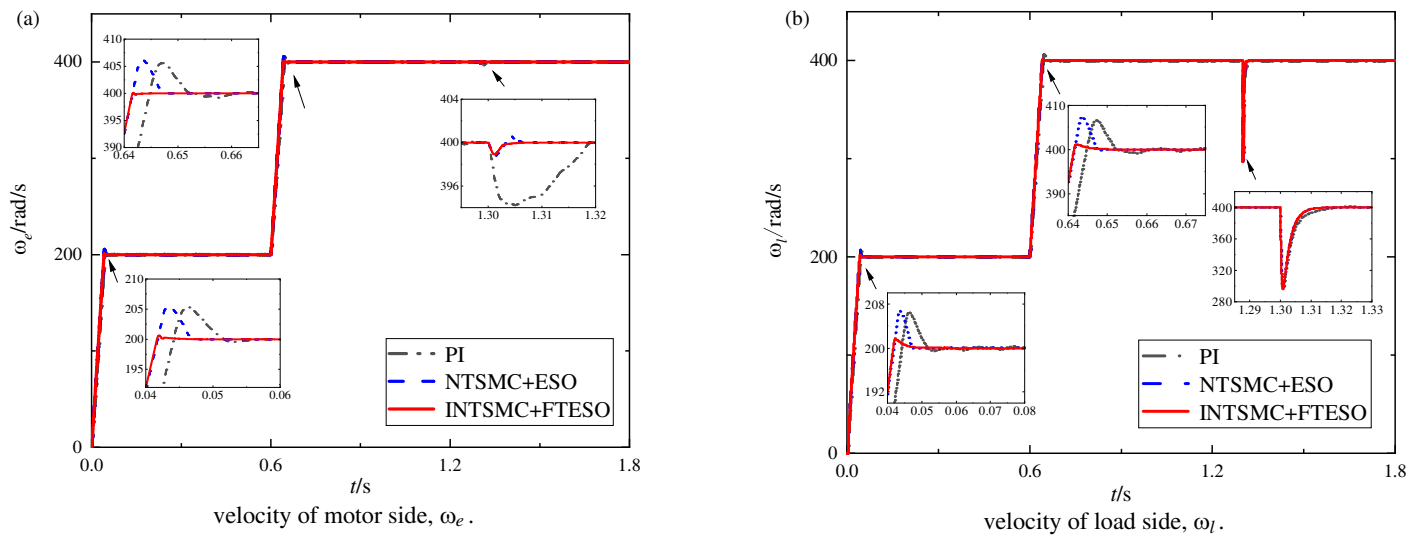 (a)
ω_e/rad/s
400
200
0
0.0 0.6 1.2 1.8
t/s
410
405
400
395
390
0.64 0.65 0.66
404
400
396
1.30 1.31 1.32
210
205
200
195
0.04 0.05 0.06
PI
NTSMC+ESO
INTSMC+FTESO
velocity of motor side, ω_e .
(b)
ω_l/rad/s
400
200
0
0.0 0.6 1.2 1.8
t/s
410
400
390
0.64 0.65 0.66 0.67
400
360
320
280
1.29 1.30 1.31 1.32 1.33
208
200
192
0.04 0.05 0.06 0.07 0.08
PI
NTSMC+ESO
INTSMC+FTESO
velocity of load side, ω_l .